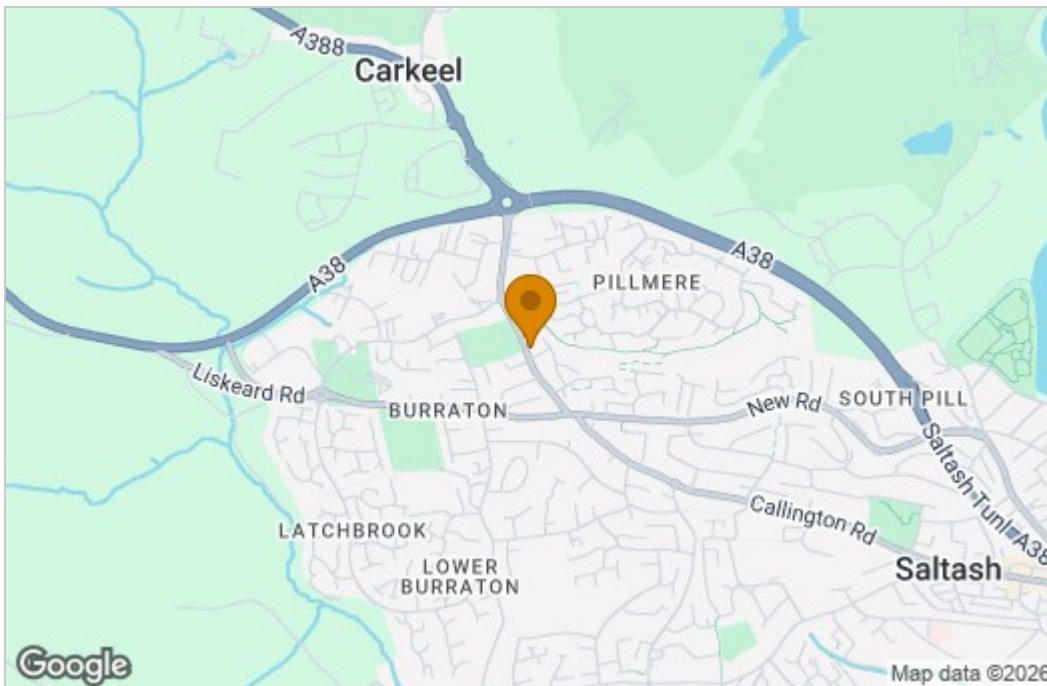 A388
Carkeel
A38
A38
PILLMERE
Liskeard Rd
BURRATON
New Rd
SOUTH PILL
Saltash Tunl
A38
Callington Rd
LATCHBROOK
LOWER
BURRATON
Saltash
Google
Map data ©2026